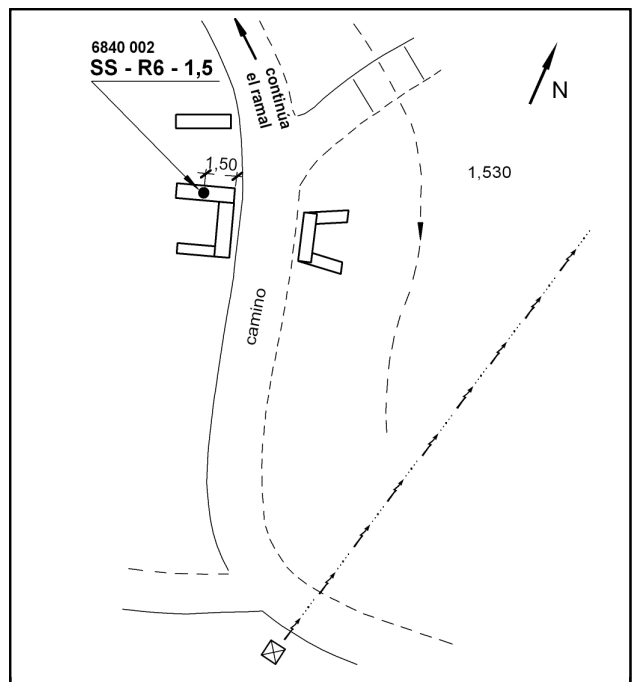 6840 002
SS - R6 - 1,5
continúa
el ramal
N
1,50
1,530
camino